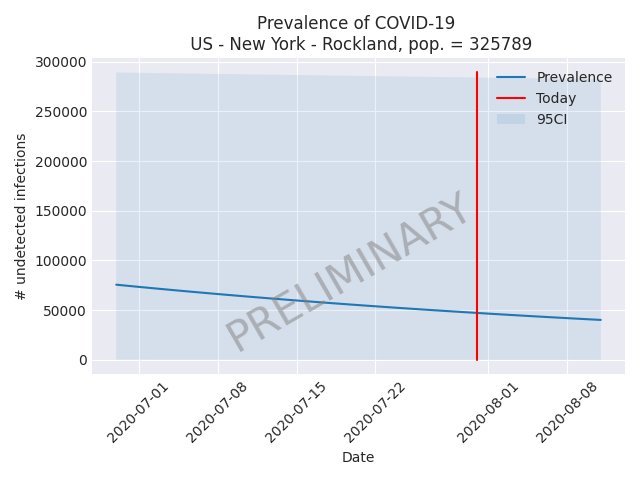 Prevalence of COVID-19
US - New York - Rockland, pop. = 325789
300000
250000
200000
150000
100000
50000
0
# undetected infections
Prevalence
Today
95CI
PRELIMINARY
2020-07-01
2020-07-08
2020-07-15
2020-07-22
2020-08-01
2020-08-08
Date